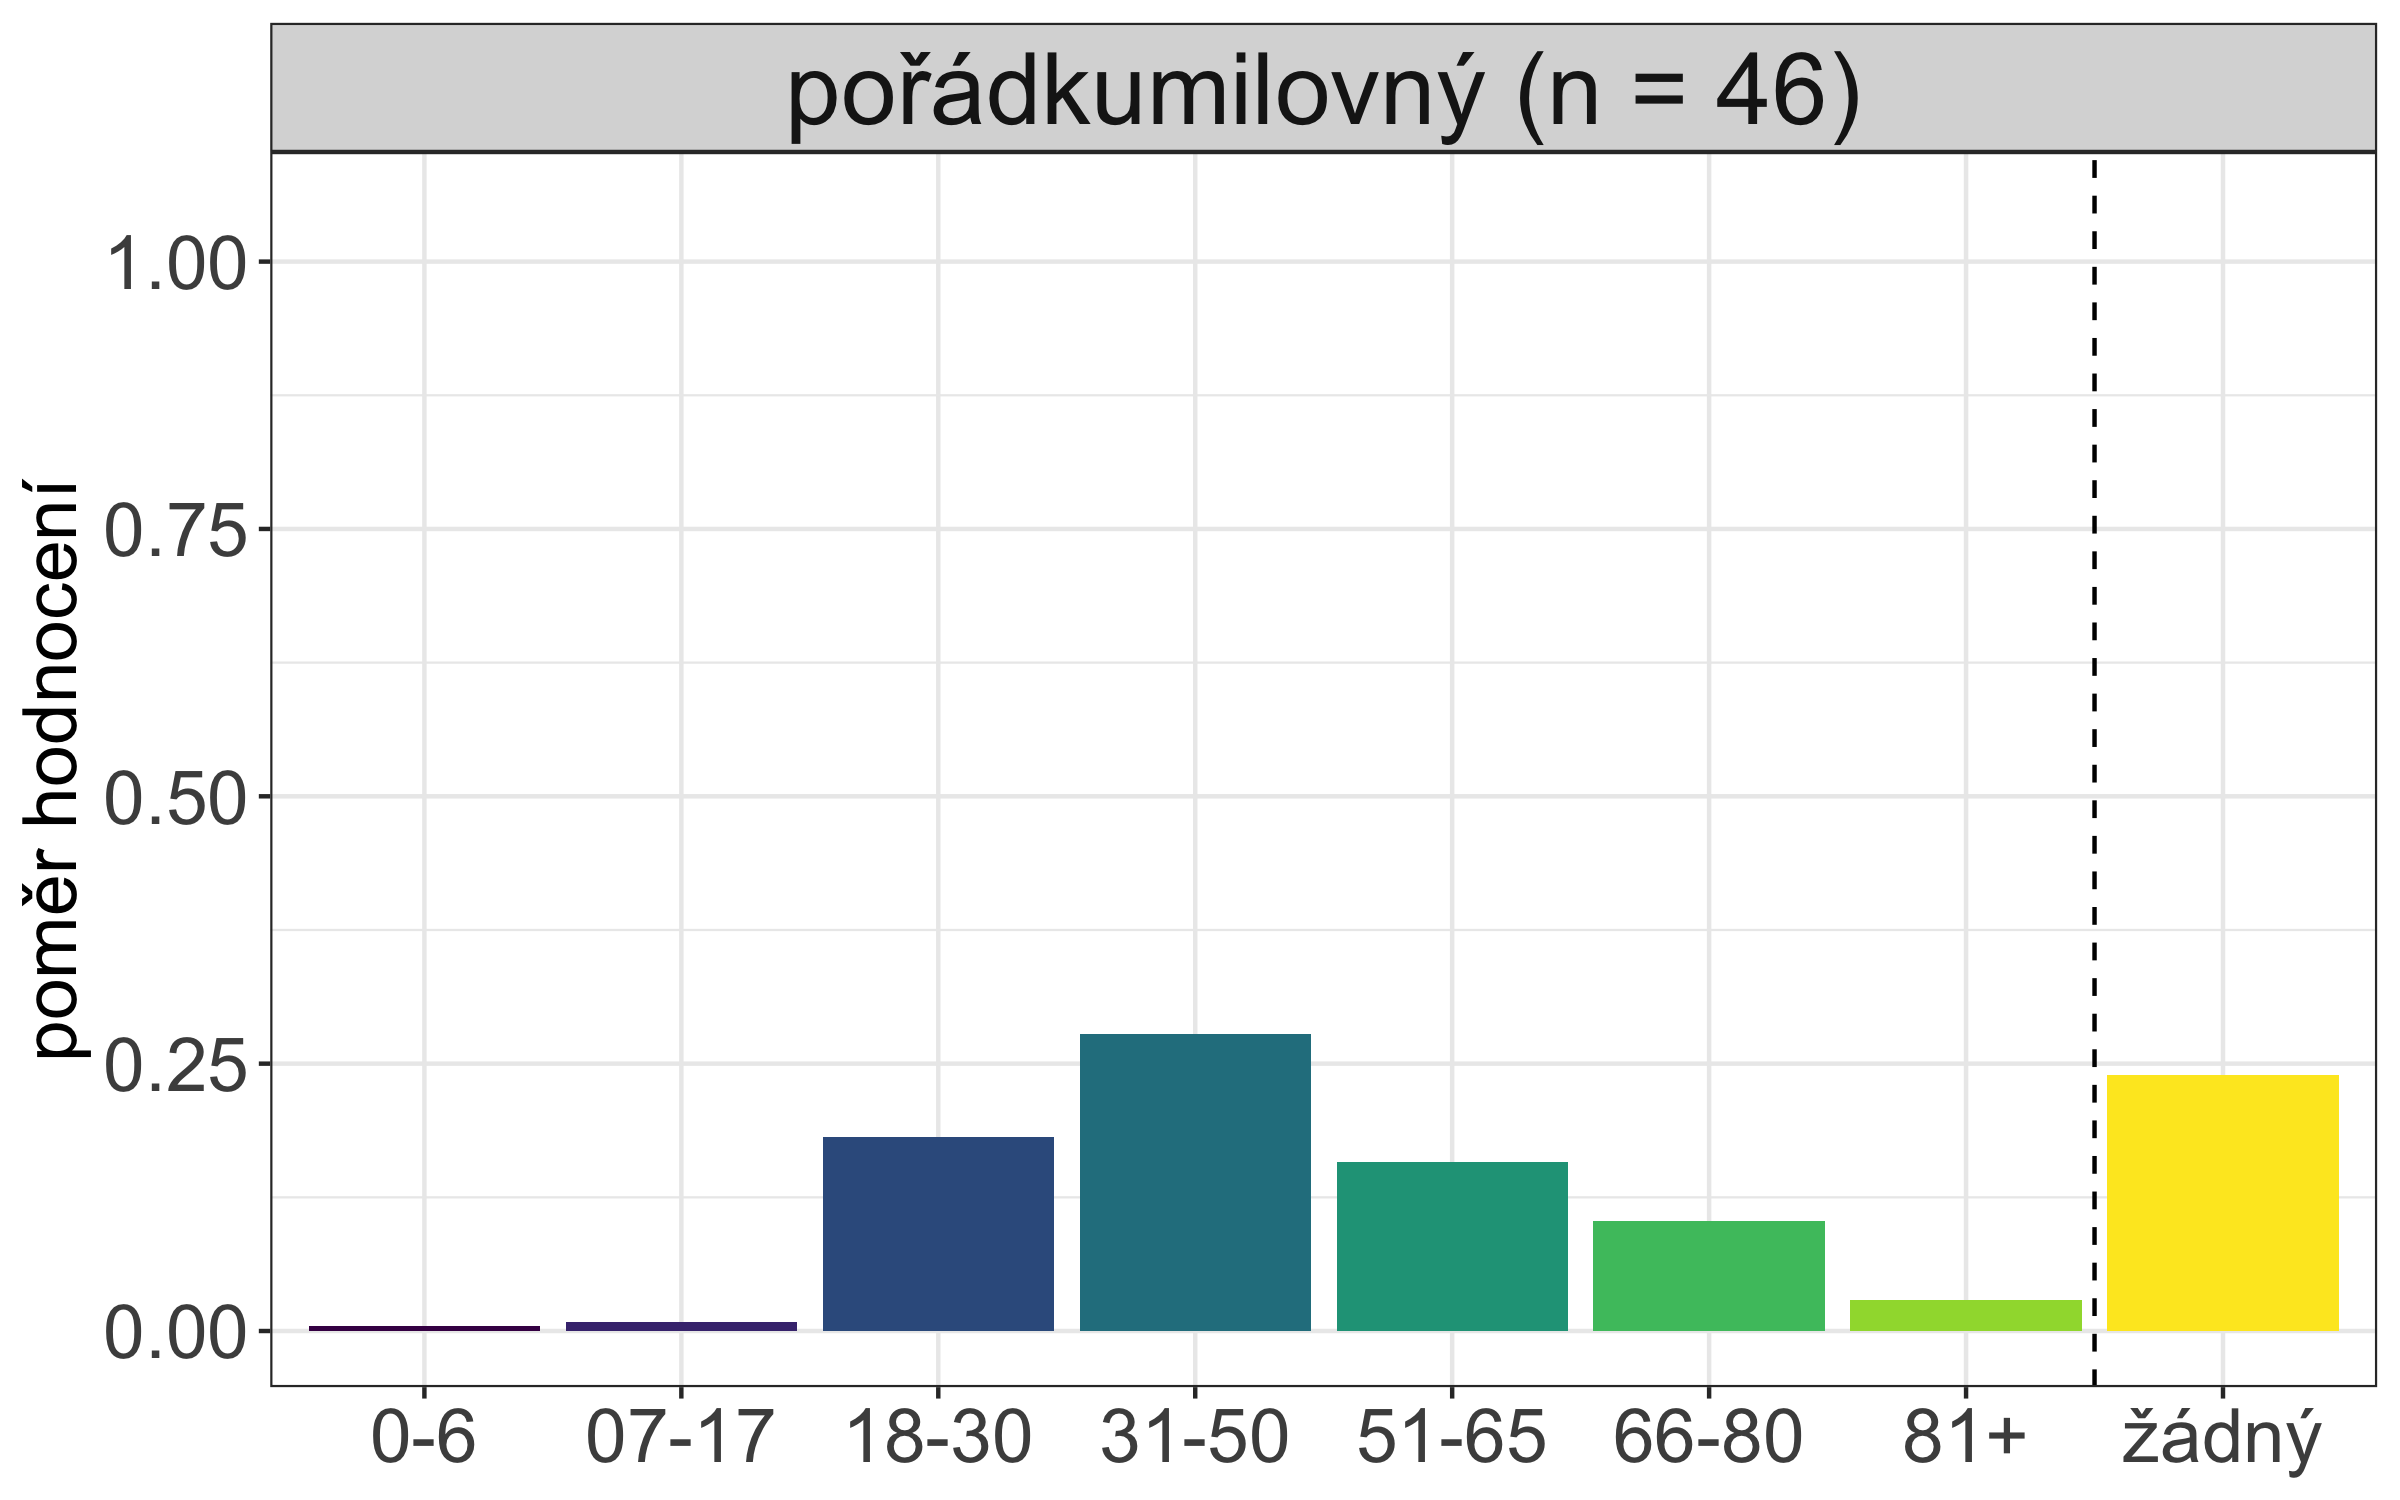 pořádkumilovný (n = 46)
poměr hodnocení
1.00
0.75
0.50
0.25
0.00
0-6 07-17 18-30 31-50 51-65 66-80 81+ žádný